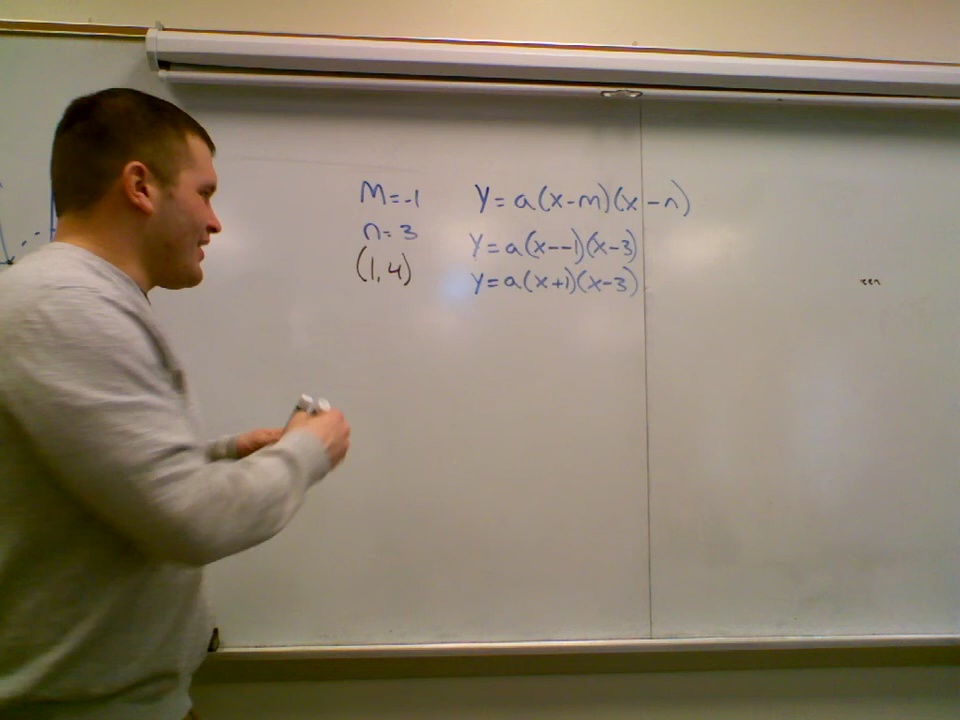 m=-1 y=a(x-m)(x-n)
n=3 y=a(x--1)(x-3)
(1,4) y=a(x+1)(x-3)